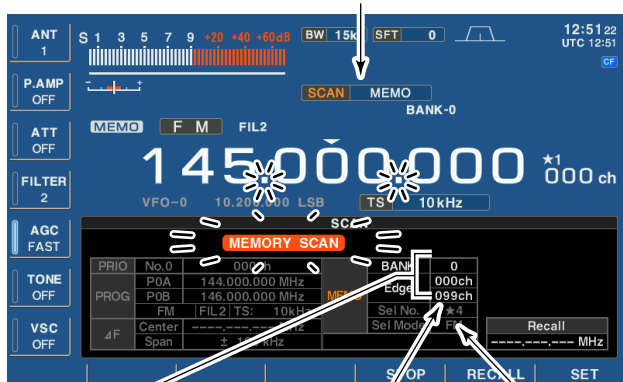 ANT
1
P.AMP
OFF
ATT
OFF
FILTER
2
AGC
FAST
TONE
OFF
VSC
OFF
S 1 3 5 7 9 +20 +40 +60dB
BW 15k SFT 0
12:51 22
UTC 12:51
CF
- +
SCAN MEMO
BANK-0
MEMO F M FIL2
145.000.000
★1
000 ch
VFO-0 10.200.000 LSB
TS 10kHz
SCAN
MEMORY SCAN
PRIO No.0 000ch
PROG P0A 144.000.000 MHz
P0B 146.000.000 MHz
FM FIL2 TS: 10kHz
⊿F Center ----.---.--- MHz
Span ± kHz
MEMO BANK 0
Edge 000ch
099ch
Sel No. ★4
Sel Mode FM
Recall
----.---.--- MHz
STOP RECALL SET